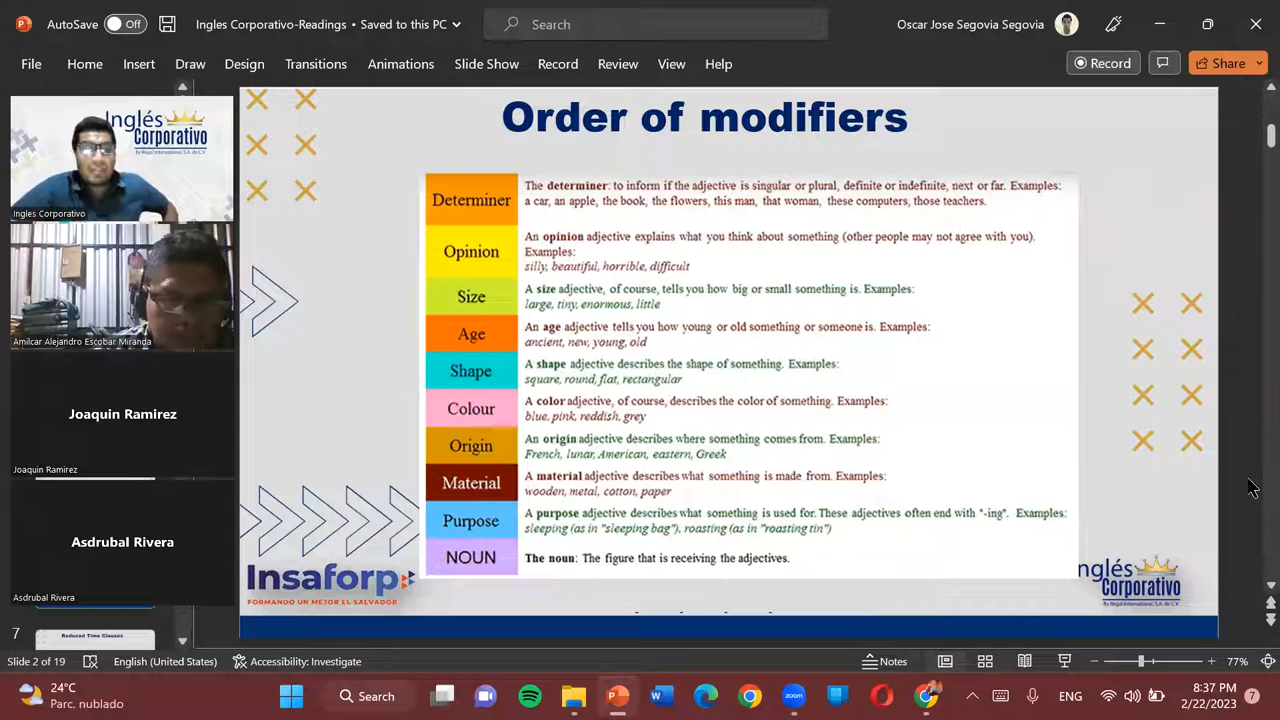 AutoSave Off Ingles Corporativo-Readings • Saved to this PC Search Oscar Jose Segovia Segovia
File Home Insert Draw Design Transitions Animations Slide Show Record Review View Help Record Share
Inglés
Corporativo
By Regal International, S.A. de C.V.
Ingles Corporativo
Amilcar Alejandro Escobar Miranda
Joaquin Ramirez
Joaquin Ramirez
Asdrubal Rivera
Asdrubal Rivera
7
Reduced Time Clauses
Order of modifiers
Determiner
The determiner: to inform if the adjective is singular or plural, definite or indefinite, next or far. Examples:
a car, an apple, the book, the flowers, this man, that woman, these computers, those teachers.
Opinion
An opinion adjective explains what you think about something (other people may not agree with you).
Examples:
silly, beautiful, horrible, difficult
Size
A size adjective, of course, tells you how big or small something is. Examples:
large, tiny, enormous, little
Age
An age adjective tells you how young or old something or someone is. Examples:
ancient, new, young, old
Shape
A shape adjective describes the shape of something. Examples:
square, round, flat, rectangular
Colour
A color adjective, of course, describes the color of something. Examples:
blue, pink, reddish, grey
Origin
An origin adjective describes where something comes from. Examples:
French, lunar, American, eastern, Greek
Material
A material adjective describes what something is made from. Examples:
wooden, metal, cotton, paper
Purpose
A purpose adjective describes what something is used for. These adjectives often end with "-ing". Examples:
sleeping (as in "sleeping bag"), roasting (as in "roasting tin")
NOUN
The noun: The figure that is receiving the adjectives.
Insaforp
FORMANDO UN MEJOR EL SALVADOR
Inglés
Corporativo
By Regal International, S.A. de C.V.
Slide 2 of 19 English (United States) Accessibility: Investigate Notes 77%
24°C
Parc. nublado
Search
zoom
ENG
8:37 PM
2/22/2023
7